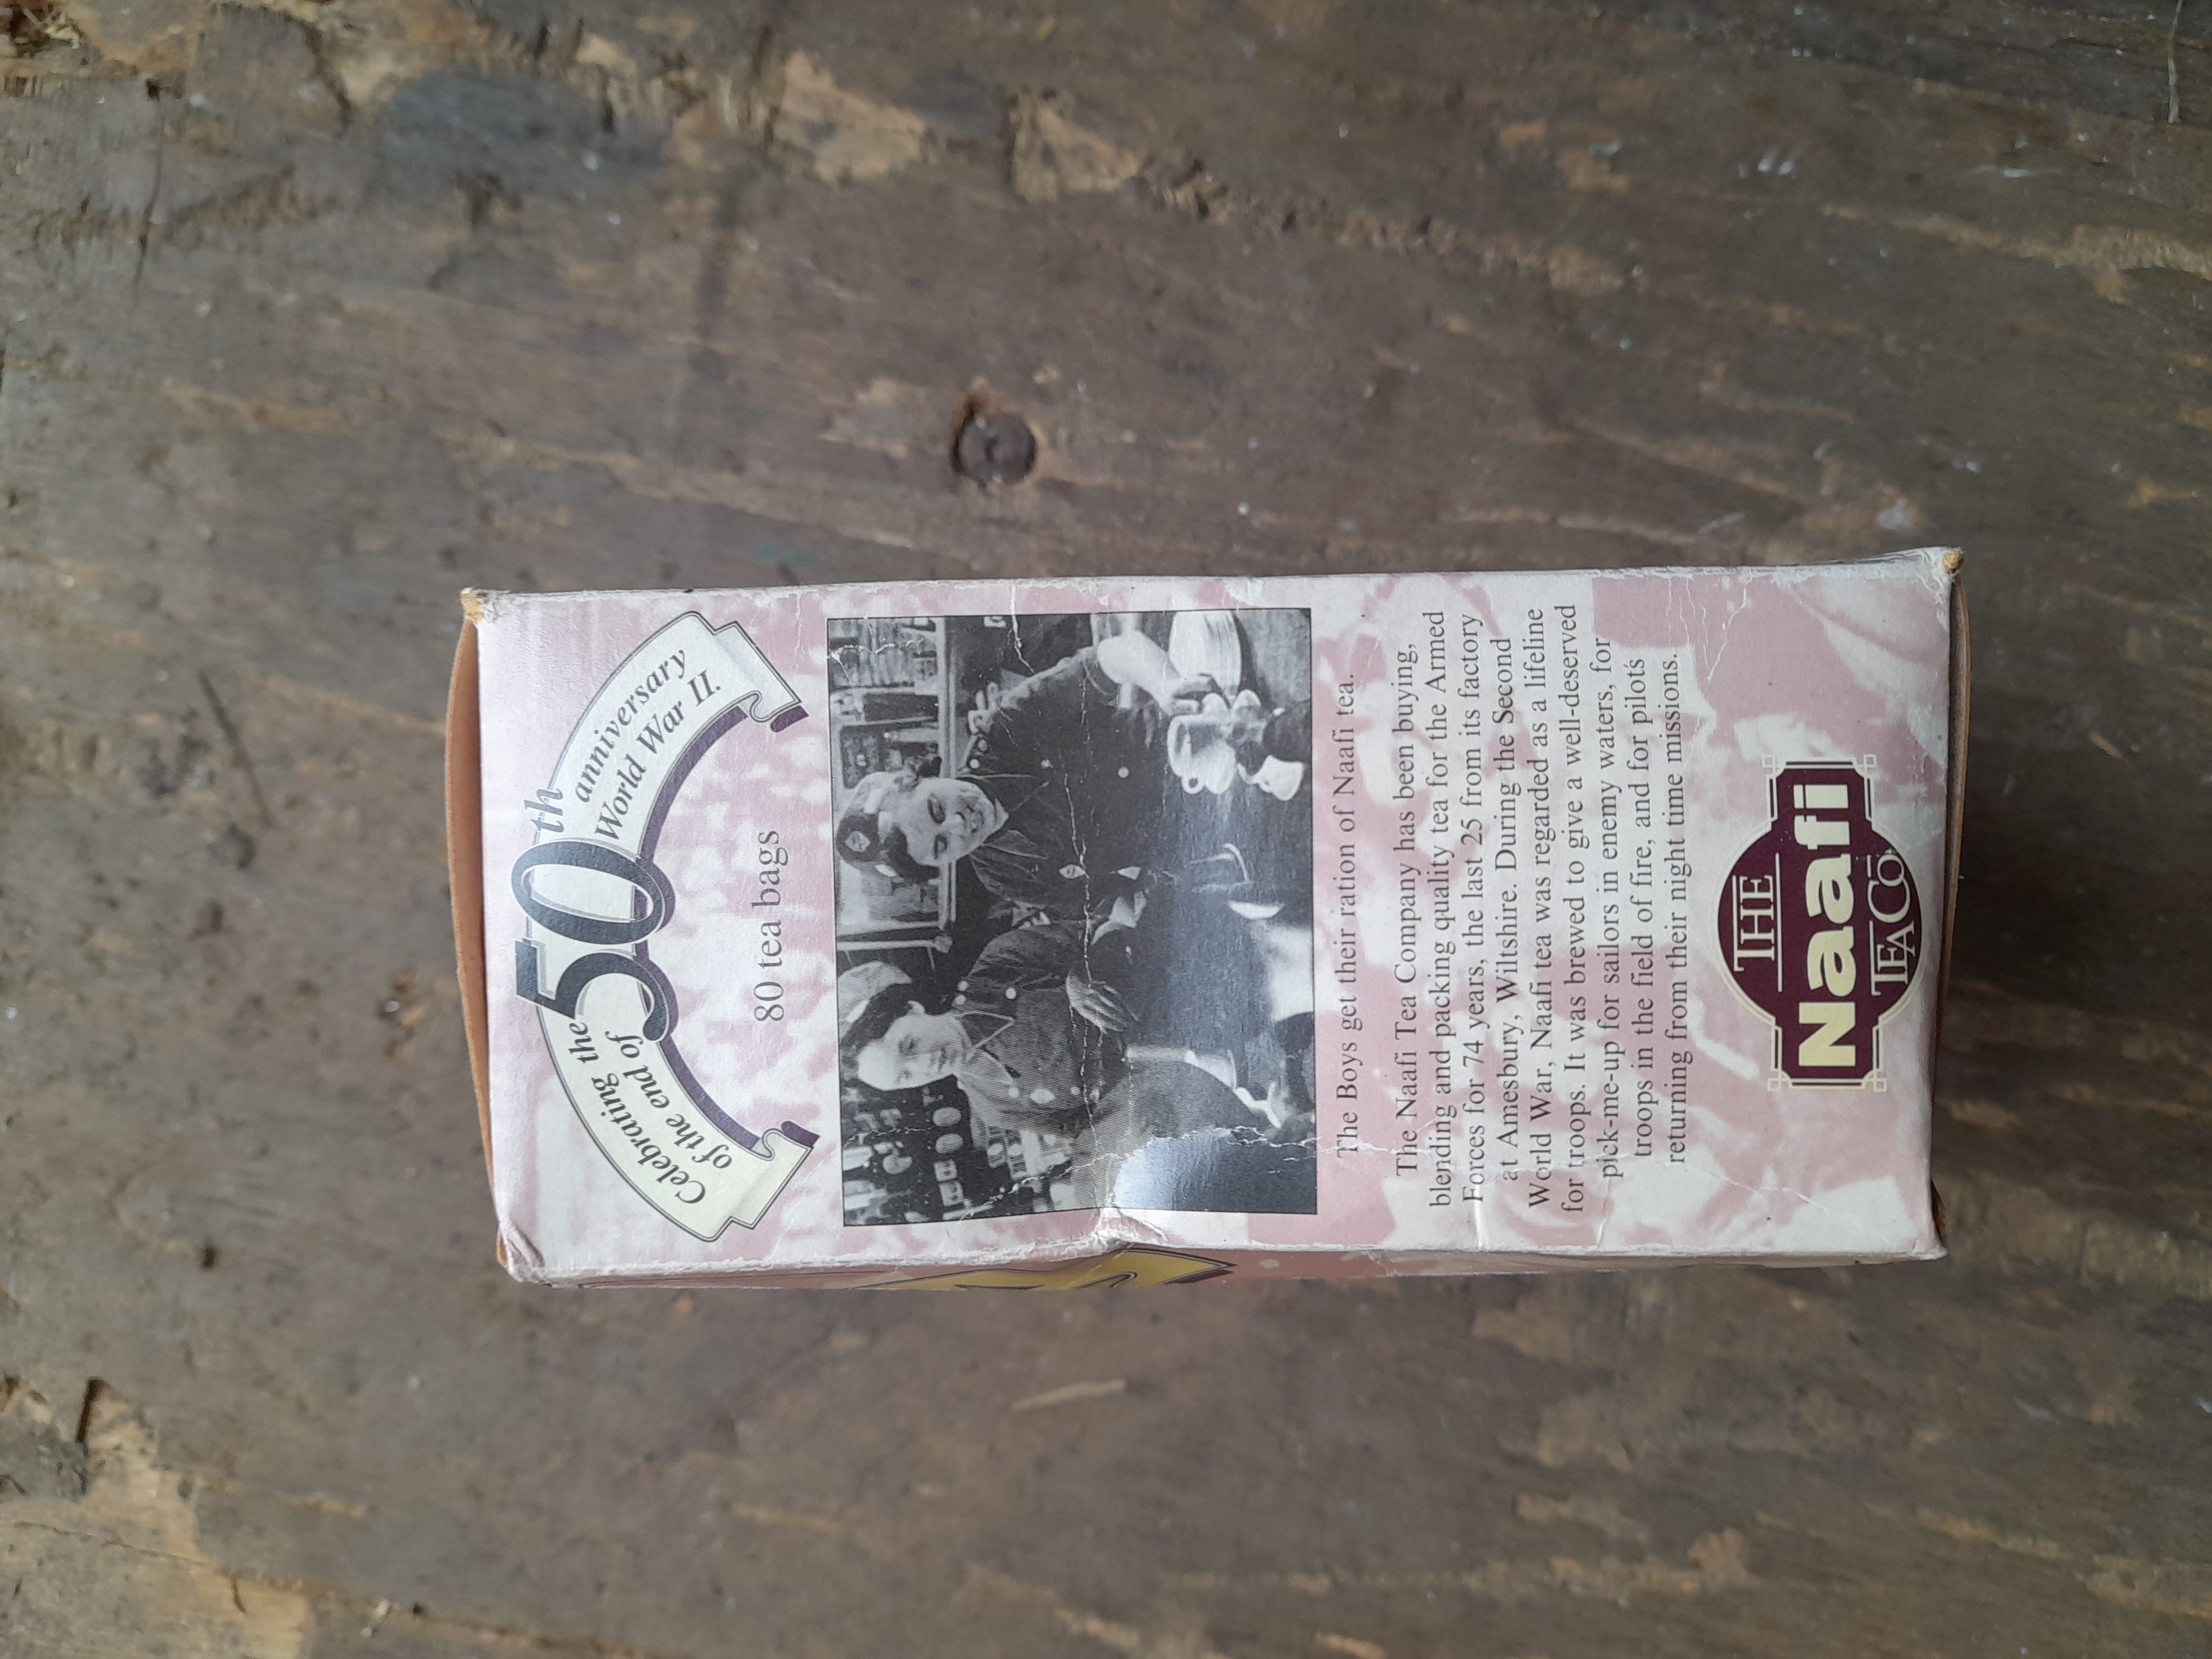 Celebrating the 50th anniversary
of the end of World War II.
80 tea bags
The Boys get their ration of Naafi tea.
The Naafi Tea Company has been buying,
blending and packing quality tea for the Armed
Forces for 74 years, the last 25 from its factory
at Amesbury, Wiltshire. During the Second
World War, Naafi tea was regarded as a lifeline
for troops. It was brewed to give a well-deserved
pick-me-up for sailors in enemy waters, for
troops in the field of fire, and for pilot's
returning from their night time missions.
THE
Naafi
TEA Co.